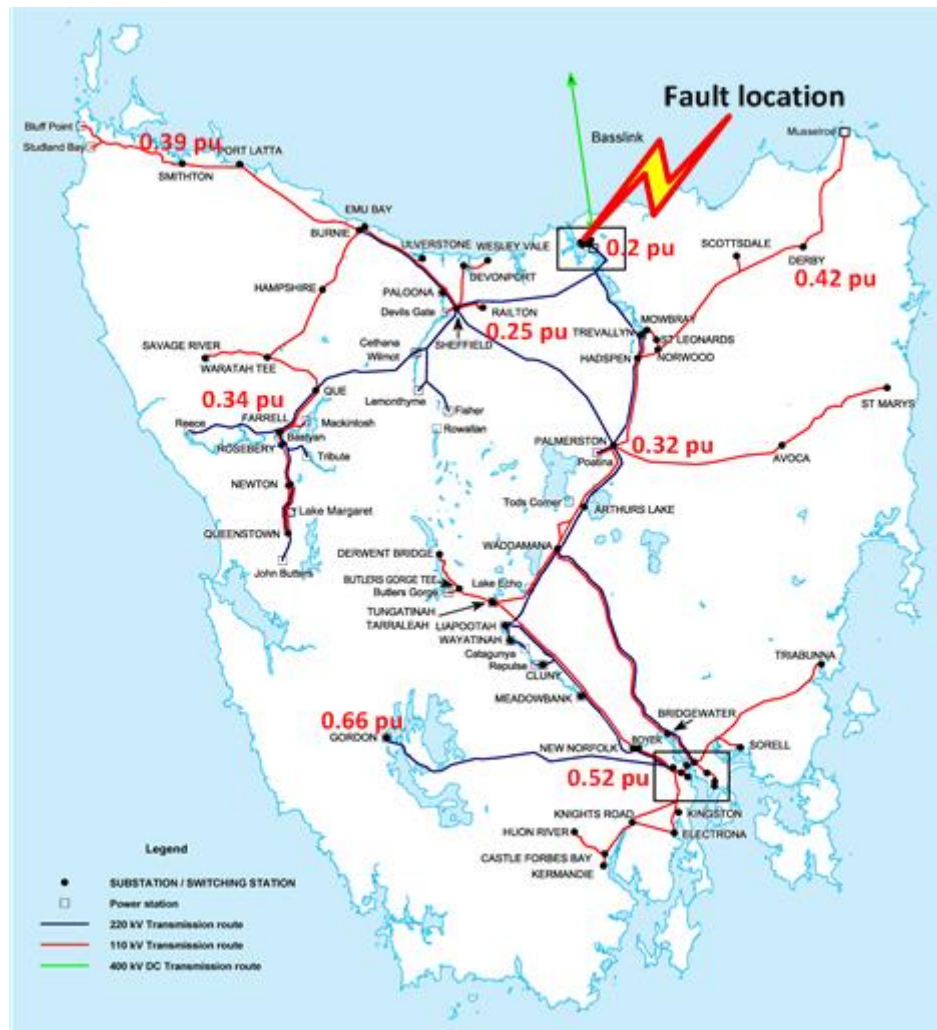 Fault location
Basslink
Musselroe
Bluff Point
Studland Bay
0.39 pu
PORT LATTA
SMITHTON
EMU BAY
BURNIE
ULVERSTONE
WESLEY VALE
DEVONPORT
0.2 pu
SCOTTSDALE
DERBY
0.42 pu
HAMPSHIRE
PALOONA
Devils Gate
RAILTON
0.25 pu
SHEFFIELD
MOWBRAY
TREVALLYN
ST LEONARDS
NORWOOD
HADSPEN
SAVAGE RIVER
WARATAH TEE
Cethana
Wilmot
QUE
Lemonthyme
Fisher
Rowallan
ST MARYS
0.34 pu
FARRELL
Mackintosh
Reece
Bastyan
ROSEBERY
Tribute
PALMERSTON
0.32 pu
Poatina
AVOCA
NEWTON
Lake Margaret
Tods Corner
ARTHURS LAKE
QUEENSTOWN
WADDAMANA
John Butters
DERWENT BRIDGE
BUTLERS GORGE TEE
Butlers Gorge
Lake Echo
TUNGATINAH
TARRALEAH
LIAPOOTAH
WAYATINAH
Catagunya
Repulse
CLUNY
TRIABUNNA
MEADOWBANK
0.66 pu
GORDON
BRIDGEWATER
BOYER
NEW NORFOLK
SORELL
0.52 pu
KNIGHTS ROAD
KINGSTON
HUON RIVER
ELECTRONA
CASTLE FORBES BAY
KERMANDIE
Legend
SUBSTATION / SWITCHING STATION
Power station
220 kV Transmission route
110 kV Transmission route
400 kV DC Transmission route